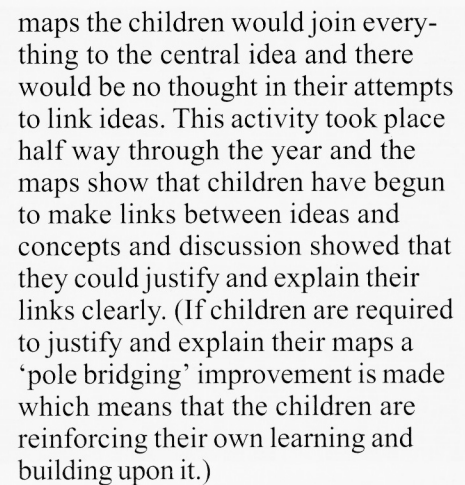 maps the children would join every-
thing to the central idea and there
would be no thought in their attempts
to link ideas. This activity took place
half way through the year and the
maps show that children have begun
to make links between ideas and
concepts and discussion showed that
they could justify and explain their
links clearly. (If children are required
to justify and explain their maps a
‘pole bridging’ improvement is made
which means that the children are
reinforcing their own learning and
building upon it.)